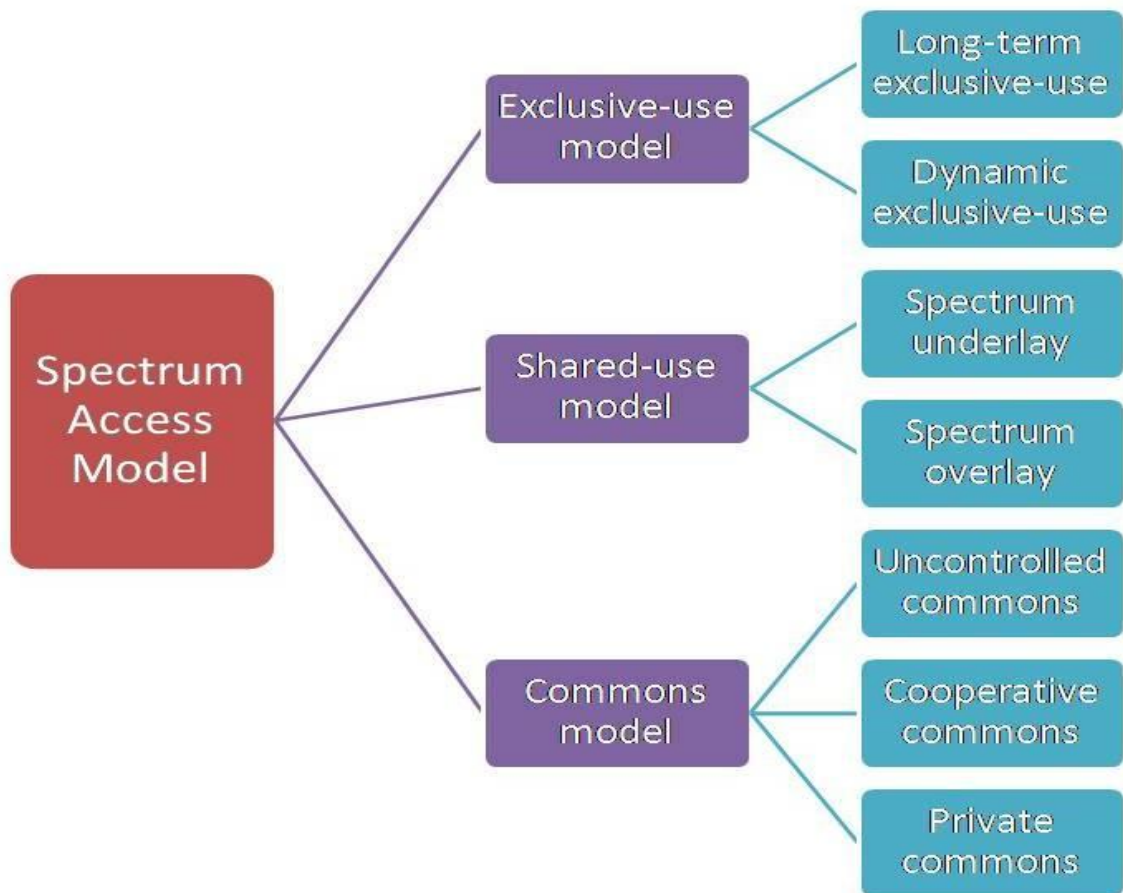 Spectrum
Access
Model
Exclusive-use
model
Long-term
exclusive-use
Dynamic
exclusive-use
Shared-use
model
Spectrum
underlay
Spectrum
overlay
Commons
model
Uncontrolled
commons
Cooperative
commons
Private
commons